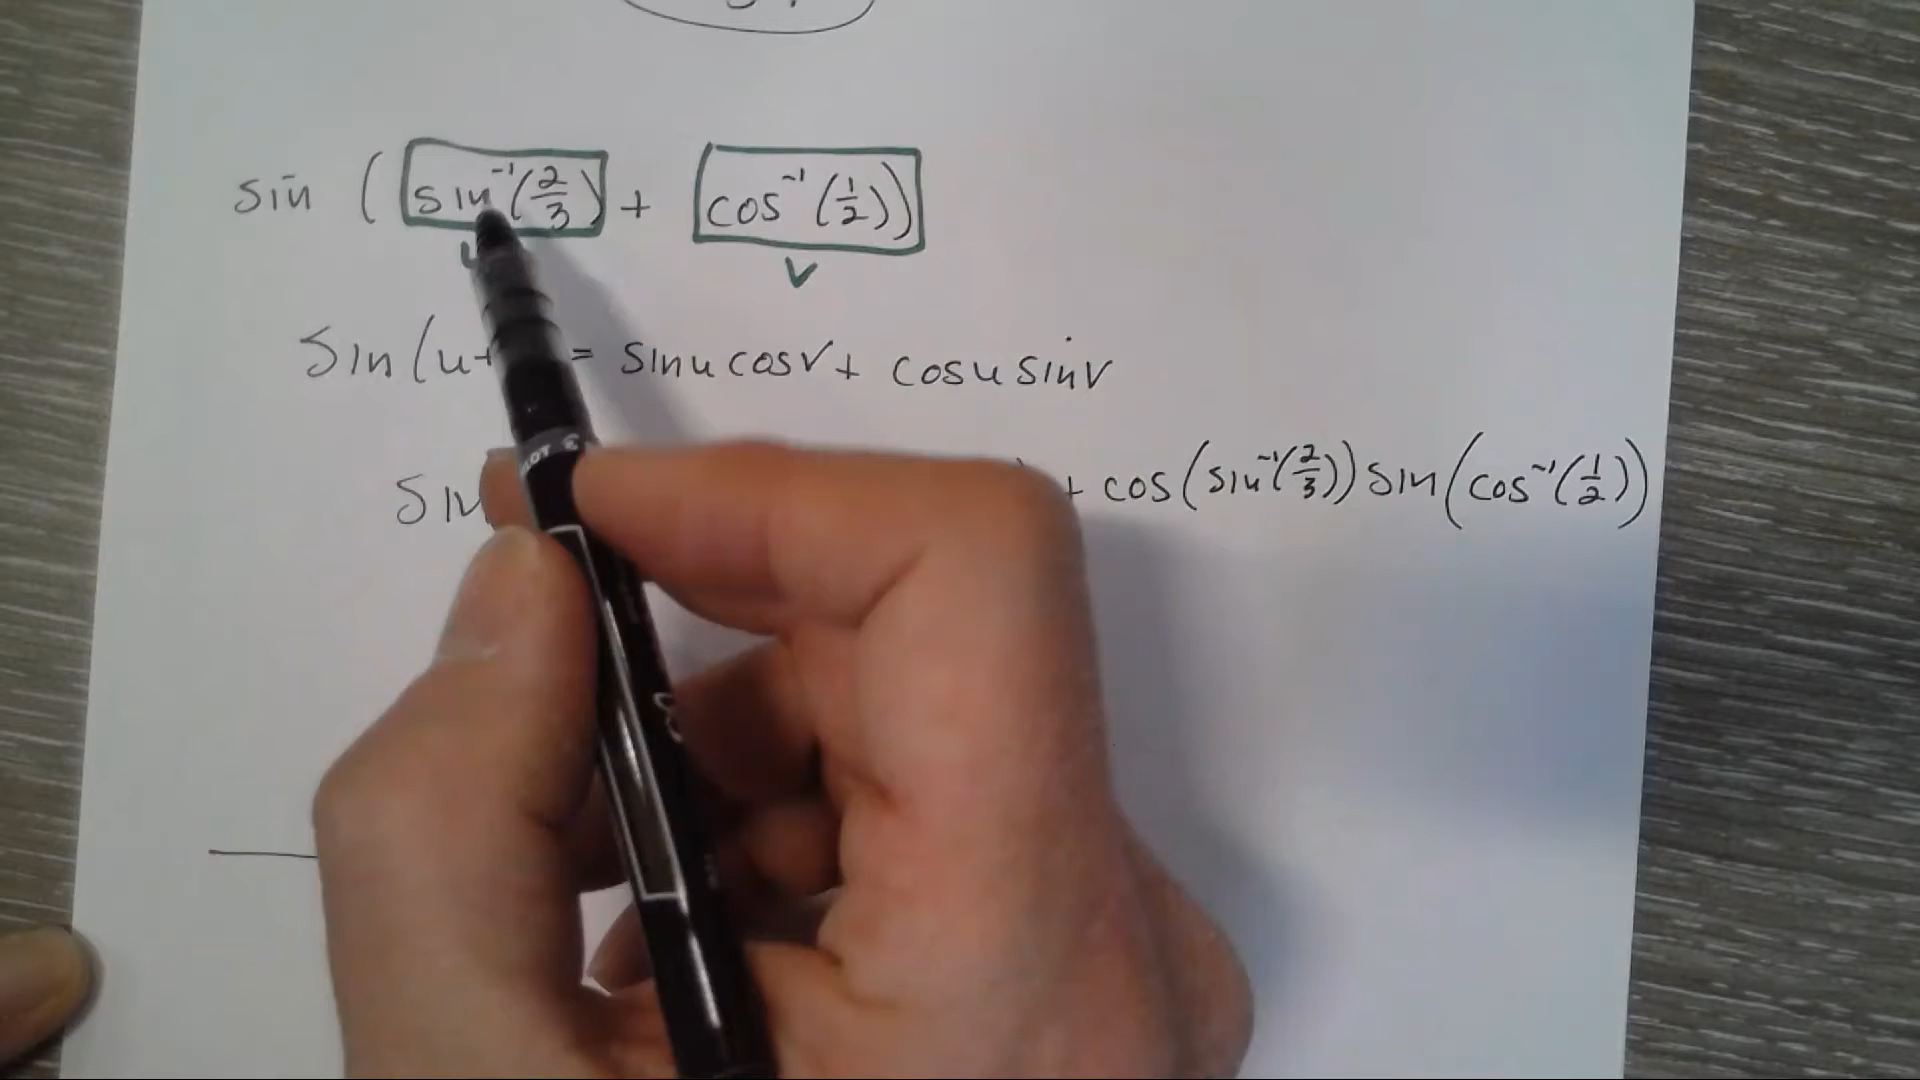 sin (sin⁻¹(2/3) + cos⁻¹(1/2))
v
sin(u+ = sinu cosv + cosu sinv
sin + cos(sin⁻¹(2/3)) sin(cos⁻¹(1/2))